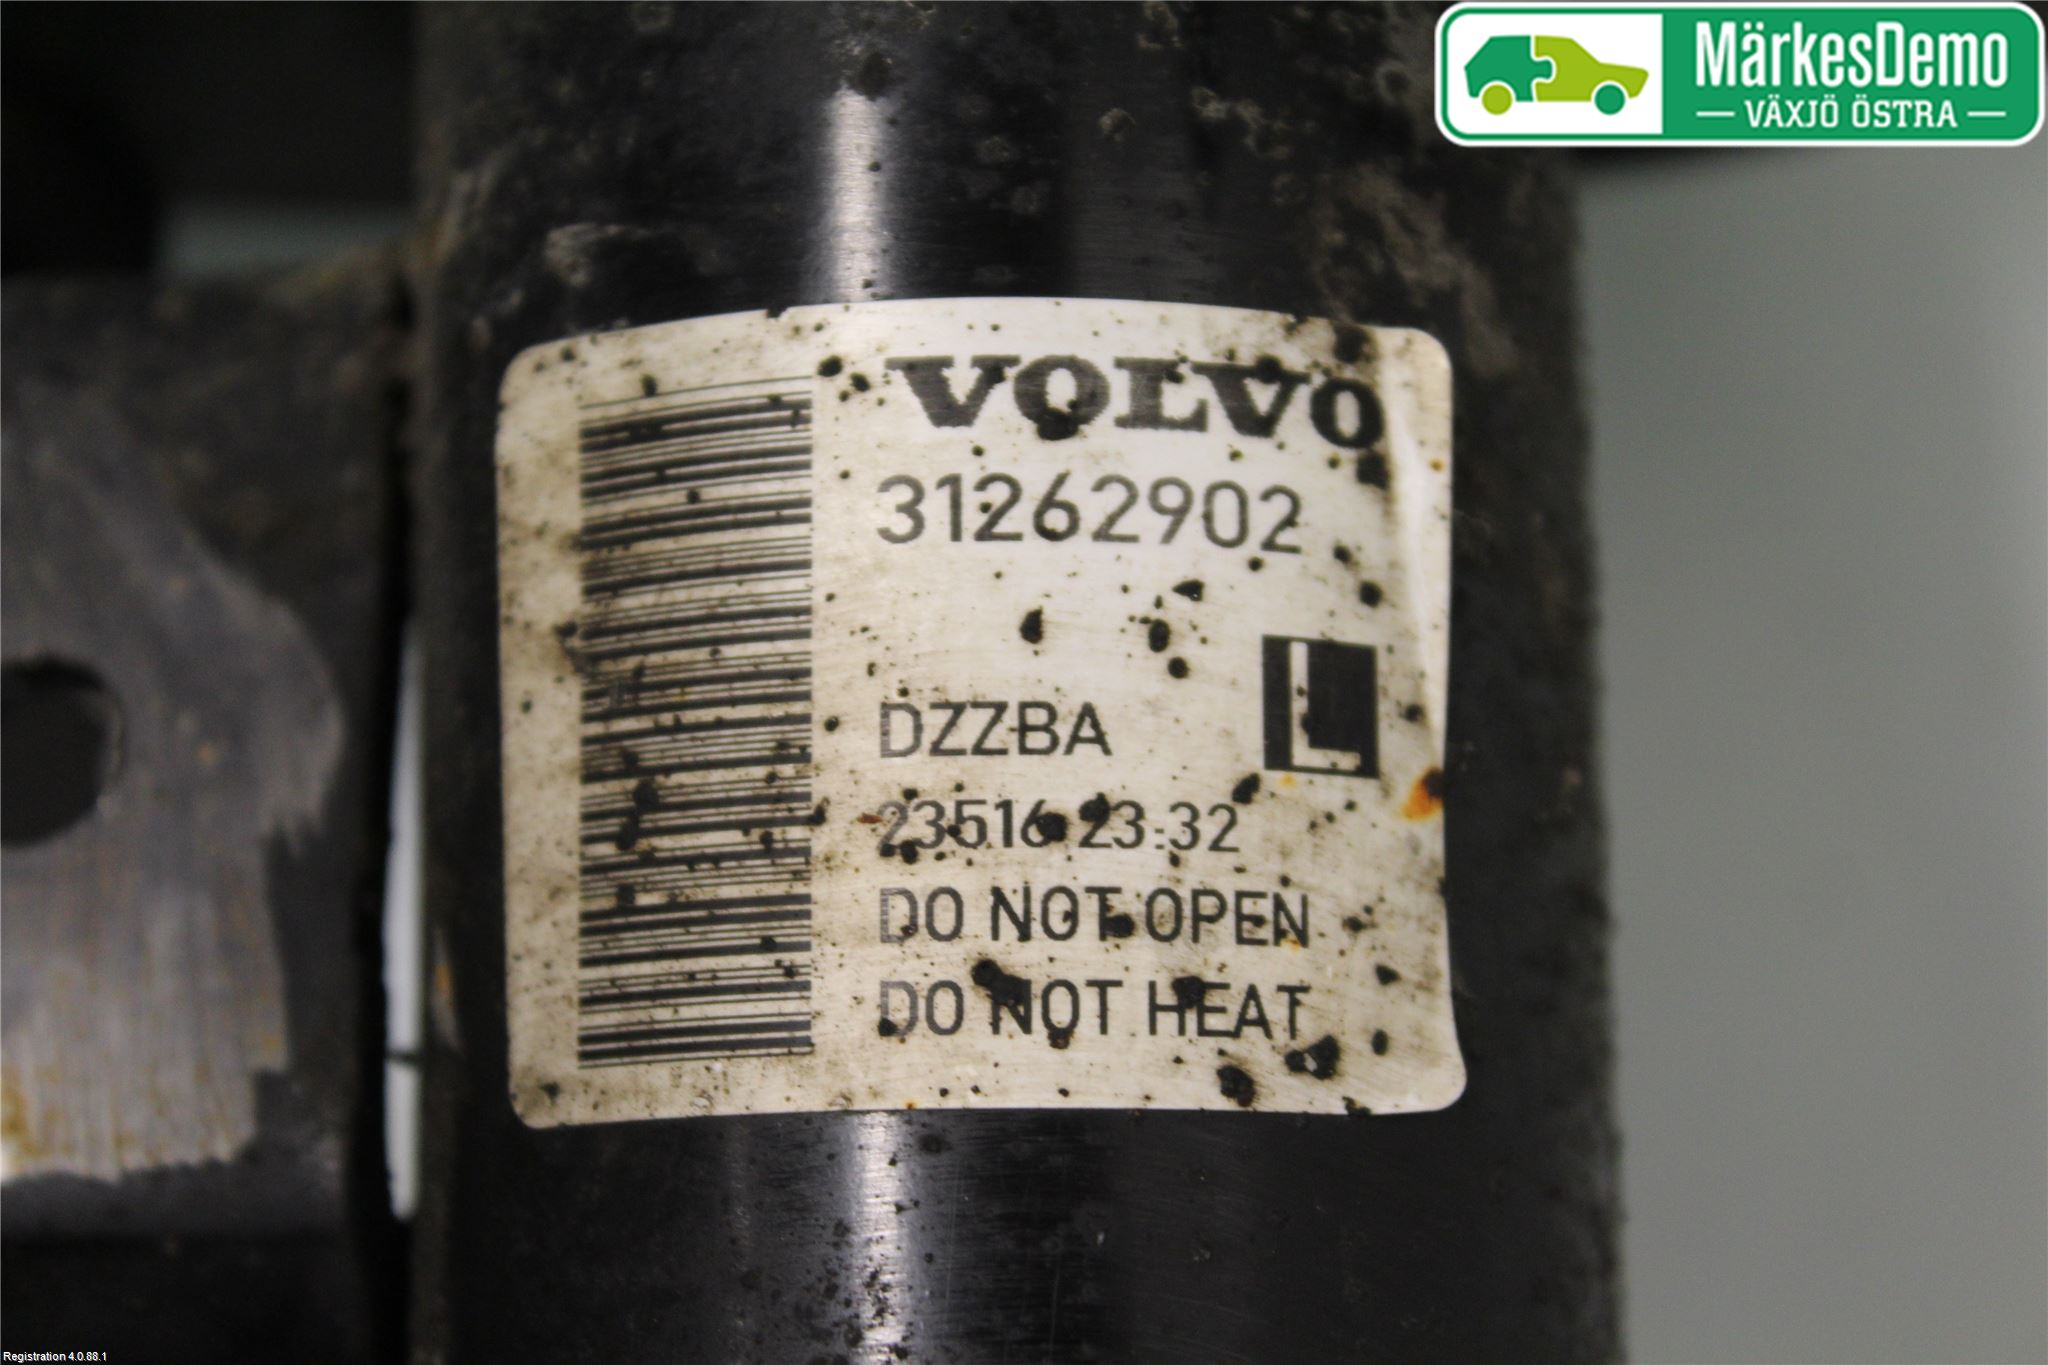 MärkesDemo
VÄXJÖ ÖSTRA
VOLVO
31262902
L
DZZBA
23516 23:32
DO NOT OPEN
DO NOT HEAT
Registration 4.0.88.1